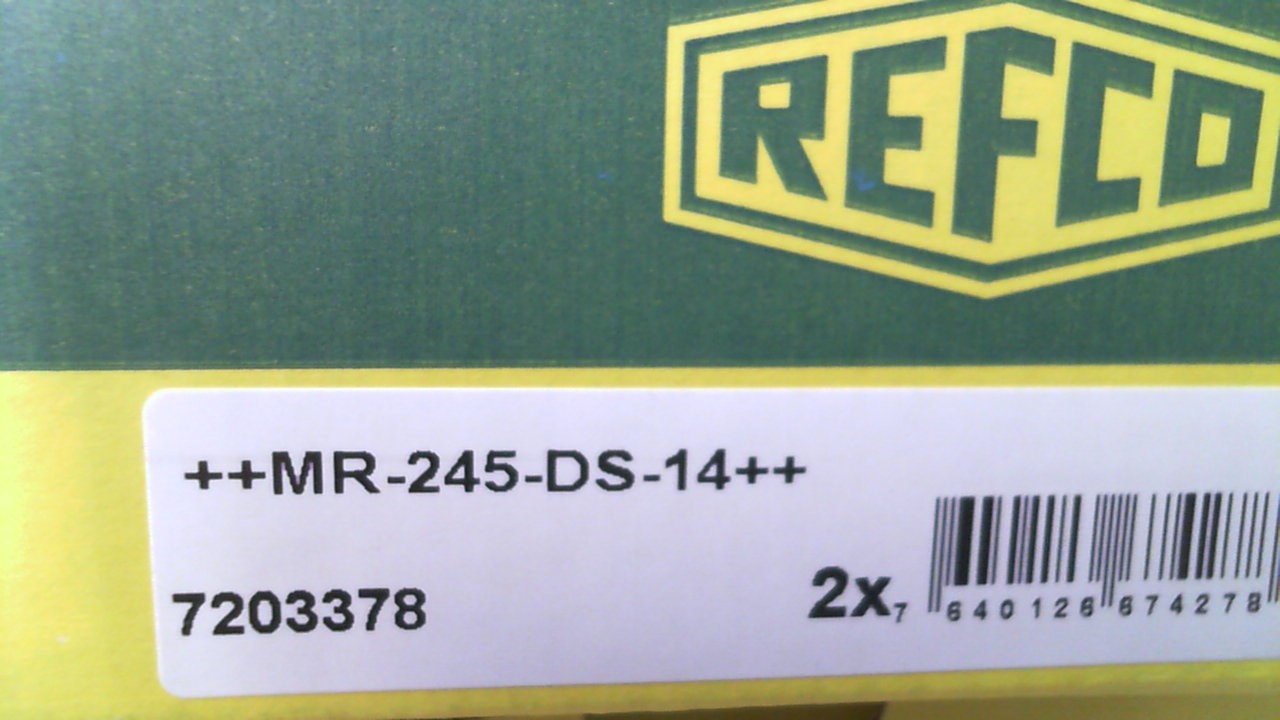 REFCO
++MR-245-DS-14++
7203378
2x
7 640126 674278